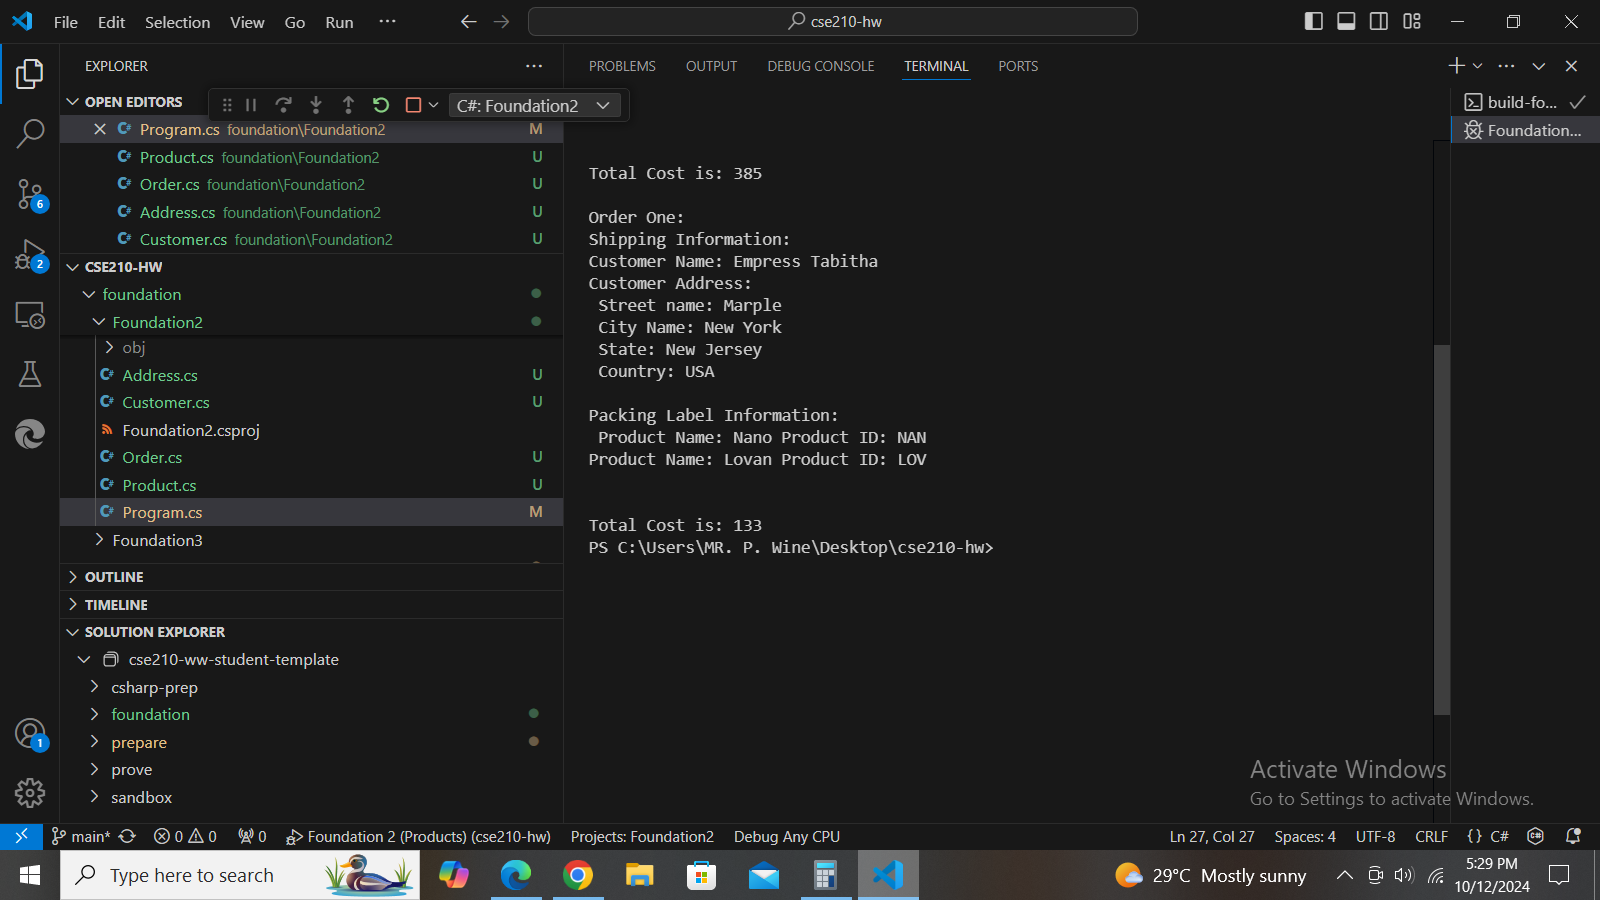 File Edit Selection View Go Run ··· cse210-hw
EXPLORER ···
OPEN EDITORS
C#: Foundation2
Program.cs foundation\Foundation2 M
Product.cs foundation\Foundation2 U
Order.cs foundation\Foundation2 U
Address.cs foundation\Foundation2 U
Customer.cs foundation\Foundation2 U
CSE210-HW
foundation
Foundation2
obj
Address.cs U
Customer.cs U
Foundation2.csproj
Order.cs U
Product.cs U
Program.cs M
Foundation3
OUTLINE
TIMELINE
SOLUTION EXPLORER
cse210-ww-student-template
csharp-prep
foundation
prepare
prove
sandbox
6
2
1
PROBLEMS OUTPUT DEBUG CONSOLE TERMINAL PORTS
Total Cost is: 385
Order One:
Shipping Information:
Customer Name: Empress Tabitha
Customer Address:
Street name: Marple
City Name: New York
State: New Jersey
Country: USA
Packing Label Information:
Product Name: Nano Product ID: NAN
Product Name: Lovan Product ID: LOV
Total Cost is: 133
PS C:\Users\MR. P. Wine\Desktop\cse210-hw>
build-fo...
Foundation...
Activate Windows
Go to Settings to activate Windows.
main* 0 0 0 Foundation 2 (Products) (cse210-hw) Projects: Foundation2 Debug Any CPU Ln 27, Col 27 Spaces: 4 UTF-8 CRLF {} C#
Type here to search 29°C Mostly sunny
5:29 PM
10/12/2024